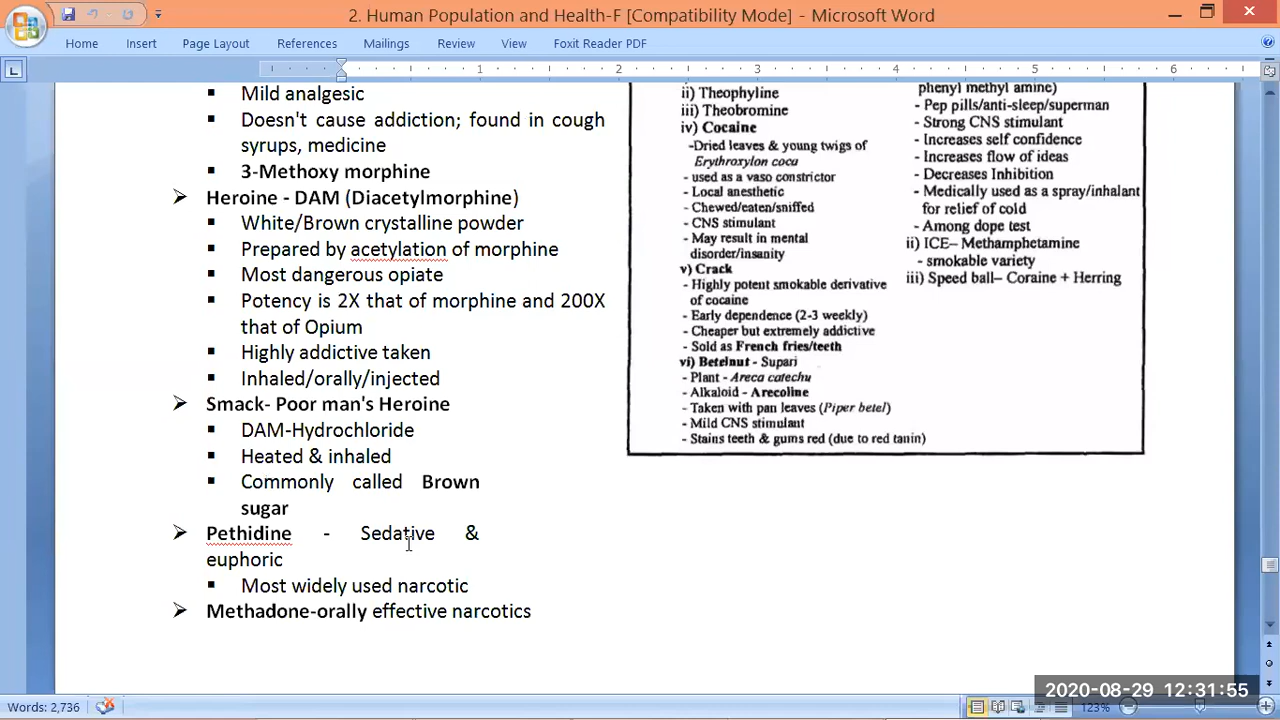 2. Human Population and Health-F [Compatibility Mode] - Microsoft Word
Home Insert Page Layout References Mailings Review View Foxit Reader PDF
1 2 3 4 5 6
Mild analgesic
Doesn't cause addiction; found in cough
syrups, medicine
3-Methoxy morphine
Heroine - DAM (Diacetylmorphine)
White/Brown crystalline powder
Prepared by acetylation of morphine
Most dangerous opiate
Potency is 2X that of morphine and 200X
that of Opium
Highly addictive taken
Inhaled/orally/injected
Smack- Poor man's Heroine
DAM-Hydrochloride
Heated & inhaled
Commonly called Brown
sugar
Pethidine - Sedative &
euphoric
Most widely used narcotic
Methadone-orally effective narcotics
ii) Theophyline
iii) Theobromine
iv) Cocaine
-Dried leaves & young twigs of
Erythroxylon cocu
- used as a vaso constrictor
- Local anesthetic
- Chewed/eaten/sniffed
- CNS stimulant
- May result in mental
disorder/insanity
v) Crack
- Highly potent smokable derivative
of cocaine
- Early dependence (2-3 weekly)
- Cheaper but extremely addictive
- Sold as French fries/teeth
vi) Betelnut - Supari
- Plant - Areca catechu
- Alkaloid - Arecoline
- Taken with pan leaves (Piper betel)
- Mild CNS stimulant
- Stains teeth & gums red (due to red tanin)
phenyl methyl amine)
- Pep pills/anti-sleep/superman
- Strong CNS stimulant
- Increases self confidence
- Increases flow of ideas
- Decreases Inhibition
- Medically used as a spray/inhalant
for relief of cold
- Among dope test
ii) ICE– Methamphetamine
- smokable variety
iii) Speed ball– Coraine + Herring
Words: 2,736
2020-08-29 12:31:55
123%